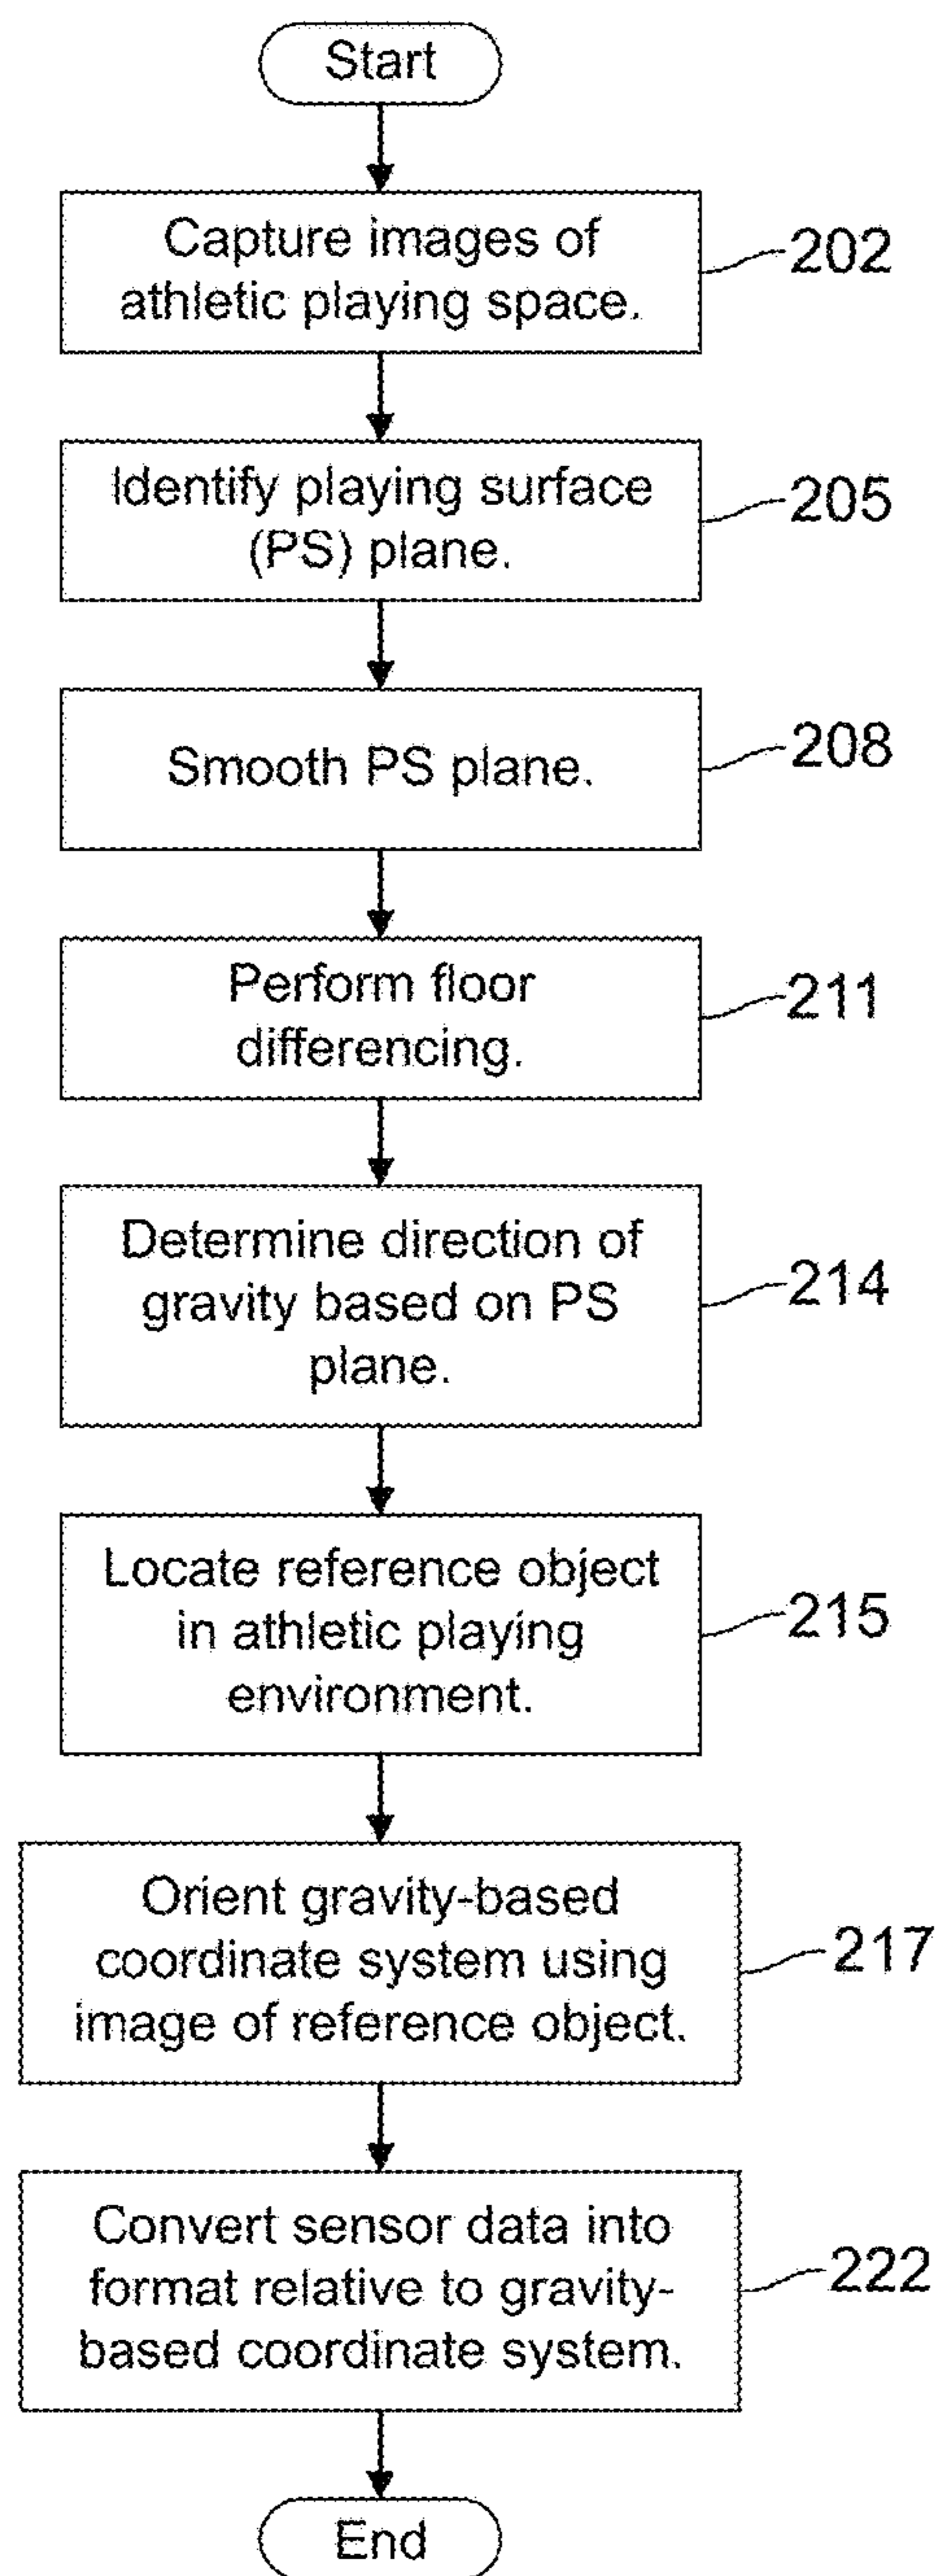 Start
Capture images of
athletic playing space.
202
Identify playing surface
(PS) plane.
205
Smooth PS plane.
208
Perform floor
differencing.
211
Determine direction of
gravity based on PS
plane.
214
Locate reference object
in athletic playing
environment.
215
Orient gravity-based
coordinate system using
image of reference object.
217
Convert sensor data into
format relative to gravity-
based coordinate system.
222
End